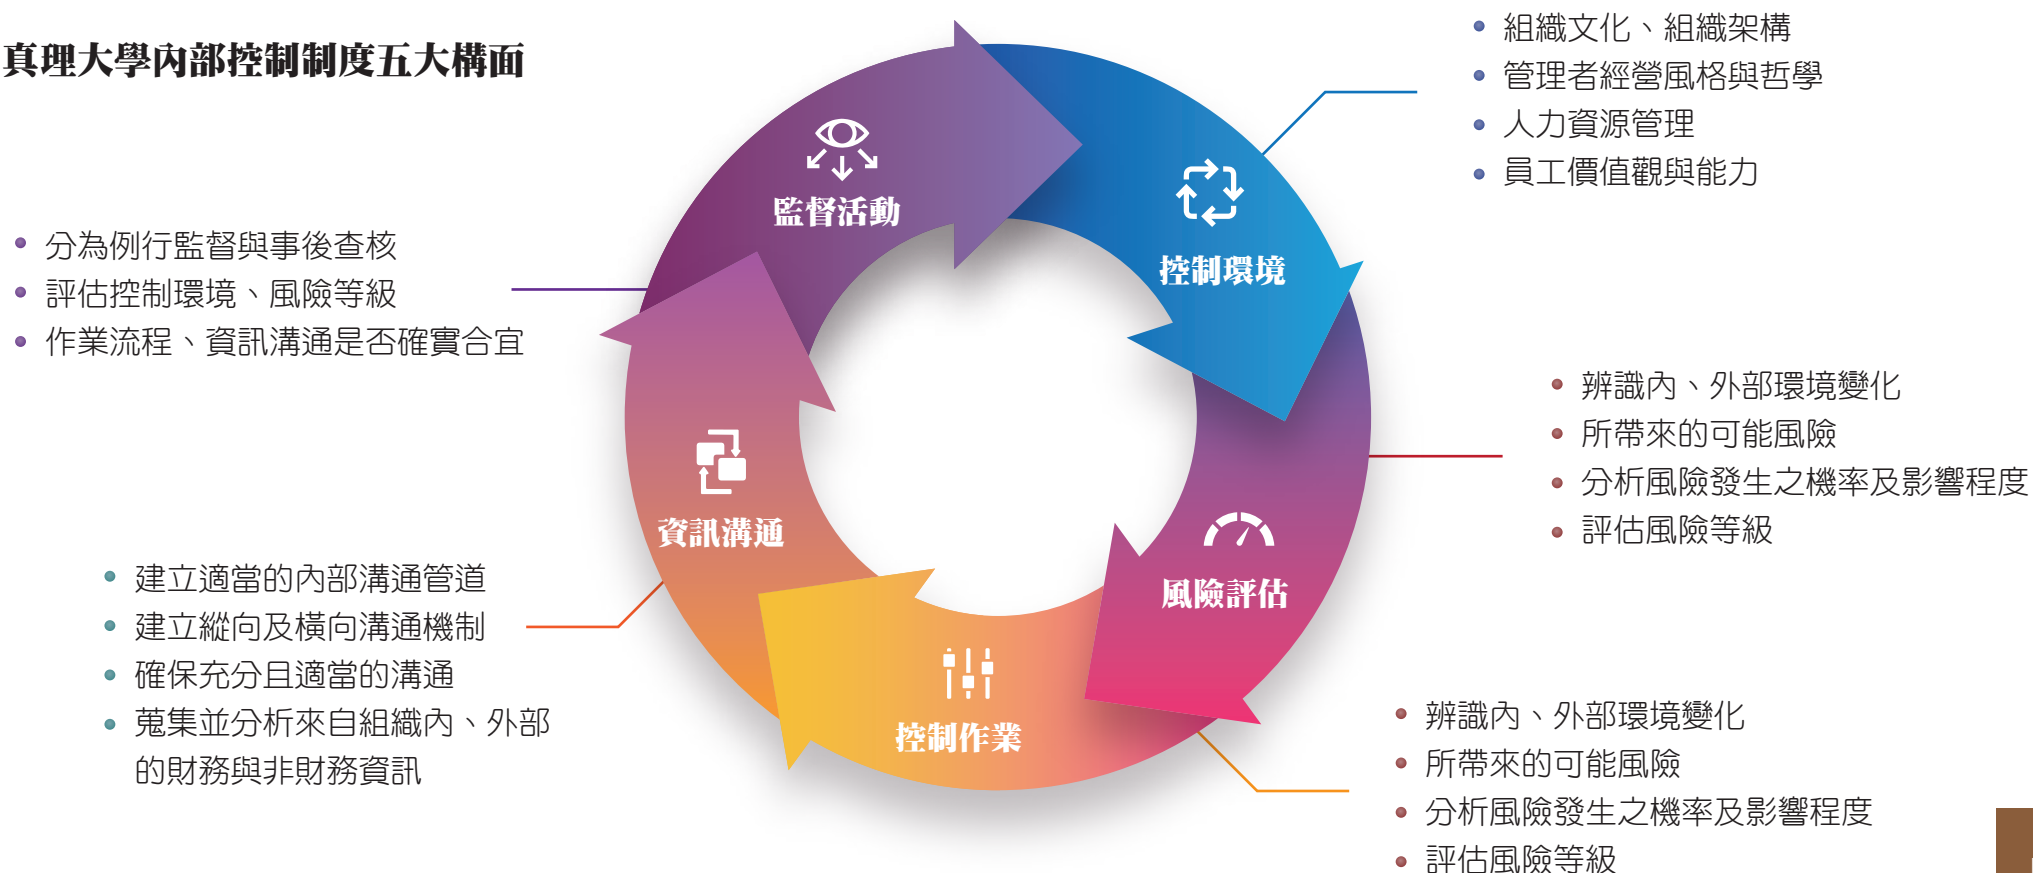 真理大學內部控制制度五大構面
監督活動
控制環境
風險評估
控制作業
資訊溝通
組織文化、組織架構
管理者經營風格與哲學
人力資源管理
員工價值觀與能力
辨識內、外部環境變化
所帶來的可能風險
分析風險發生之機率及影響程度
評估風險等級
辨識內、外部環境變化
所帶來的可能風險
分析風險發生之機率及影響程度
評估風險等級
建立適當的內部溝通管道
建立縱向及橫向溝通機制
確保充分且適當的溝通
蒐集並分析來自組織內、外部
的財務與非財務資訊
分為例行監督與事後查核
評估控制環境、風險等級
作業流程、資訊溝通是否確實合宜